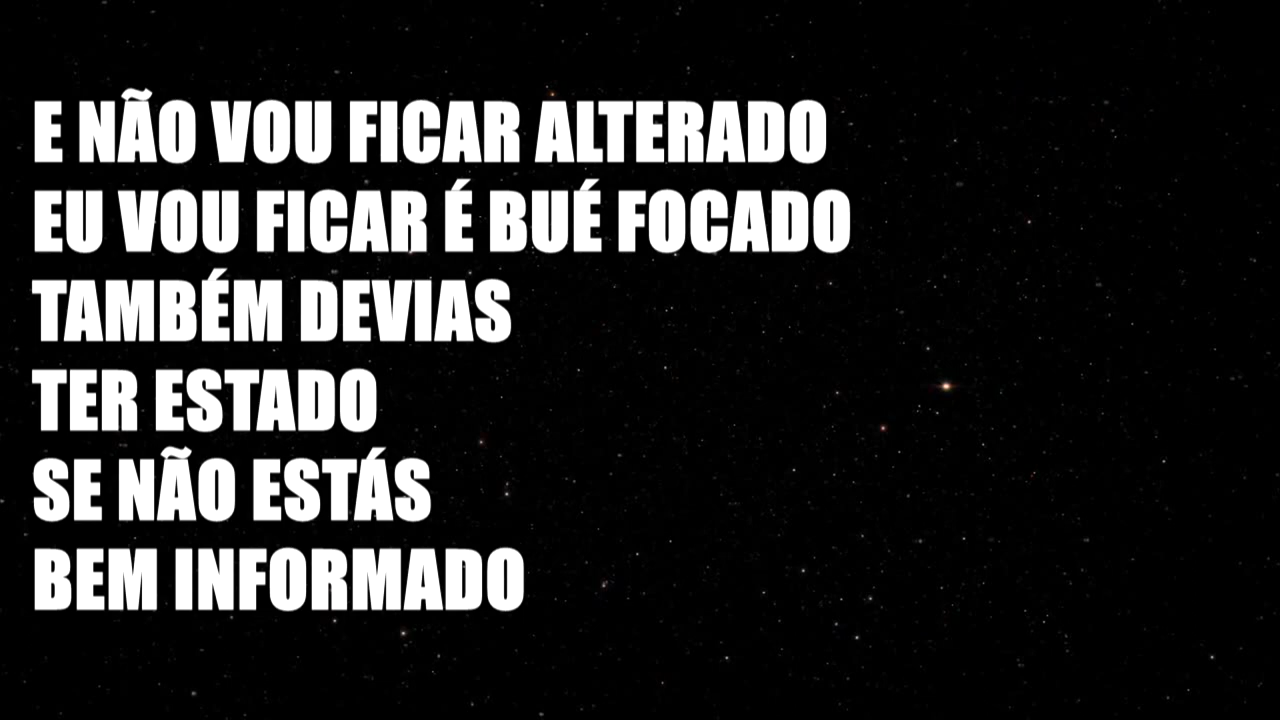 E NÃO VOU FICAR ALTERADO
EU VOU FICAR É BUÉ FOCADO
TAMBÉM DEVIAS
TER ESTADO
SE NÃO ESTÁS
BEM INFORMADO